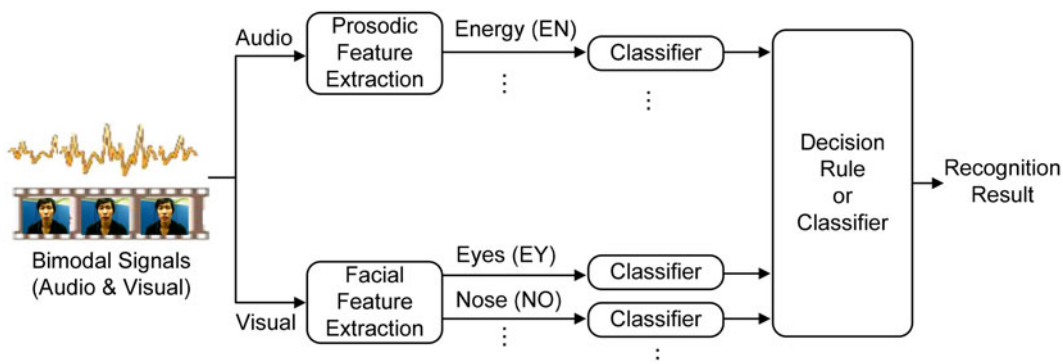 Audio
Prosodic
Feature
Extraction
Energy (EN)
⋮
Classifier
⋮
Bimodal Signals
(Audio & Visual)
Visual
Facial
Feature
Extraction
Eyes (EY)
Classifier
Nose (NO)
⋮
Classifier
⋮
Decision
Rule
or
Classifier
Recognition
Result